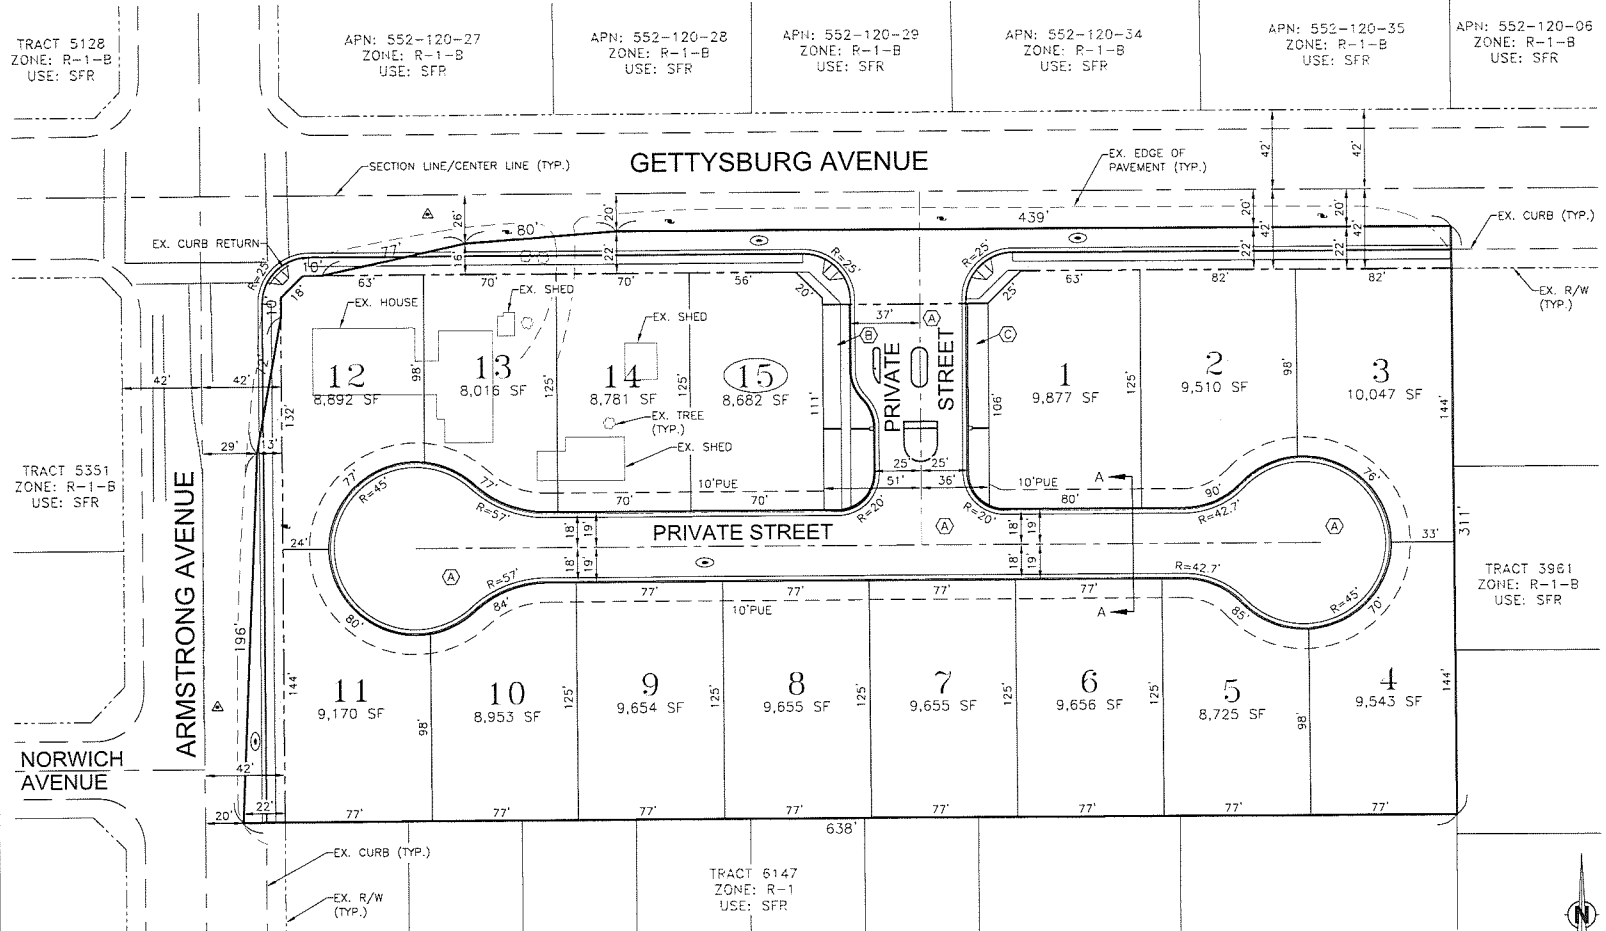 TRACT 5128
ZONE: R-1-B
USE: SFR
APN: 552-120-27
ZONE: R-1-B
USE: SFR
APN: 552-120-28
ZONE: R-1-B
USE: SFR
APN: 552-120-29
ZONE: R-1-B
USE: SFR
APN: 552-120-34
ZONE: R-1-B
USE: SFR
APN: 552-120-35
ZONE: R-1-B
USE: SFR
APN: 552-120-06
ZONE: R-1-B
USE: SFR
SECTION LINE/CENTER LINE (TYP.)
GETTYSBURG AVENUE
EX. EDGE OF
PAVEMENT (TYP.)
42'
42'
26'
80'
20'
439'
20'
42'
20'
42'
EX. CURB (TYP.)
EX. CURB RETURN
77'
16'
22'
R=25'
R=25'
22'
22'
R=25'
10'
18'
10'
63'
70'
70'
56'
20'
25'
63'
82'
82'
EX. R/W
(TYP.)
EX. HOUSE
EX. SHED
EX. SHED
37'
A
B
C
PRIVATE
STREET
72'
12
8,892 SF
98'
13
8,016 SF
125'
14
8,781 SF
125'
15
8,682 SF
111'
106'
1
9,877 SF
125'
2
9,510 SF
98'
3
10,047 SF
144'
42'
42'
132'
EX. TREE
(TYP.)
EX. SHED
29'
13'
TRACT 5351
ZONE: R-1-B
USE: SFR
ARMSTRONG AVENUE
77'
R=45'
77'
R=57'
70'
10'PUE
70'
R=20'
25'
25'
51'
36'
R=20'
10'PUE
80'
A
90'
R=42.7'
76'
24'
18'
19'
PRIVATE STREET
A
18'
19'
A
33'
311'
A
18'
19'
18'
19'
R=57'
84'
80'
77'
77'
10'PUE
77'
77'
A
R=42.7'
85'
R=45'
70'
TRACT 3961
ZONE: R-1-B
USE: SFR
196'
144'
11
9,170 SF
98'
10
8,953 SF
125'
9
9,654 SF
125'
8
9,655 SF
125'
7
9,655 SF
125'
6
9,656 SF
125'
5
8,725 SF
98'
4
9,543 SF
144'
NORWICH
AVENUE
42'
22'
20'
77'
77'
77'
77'
77'
77'
77'
77'
638'
EX. CURB (TYP.)
EX. R/W
(TYP.)
TRACT 6147
ZONE: R-1
USE: SFR
N